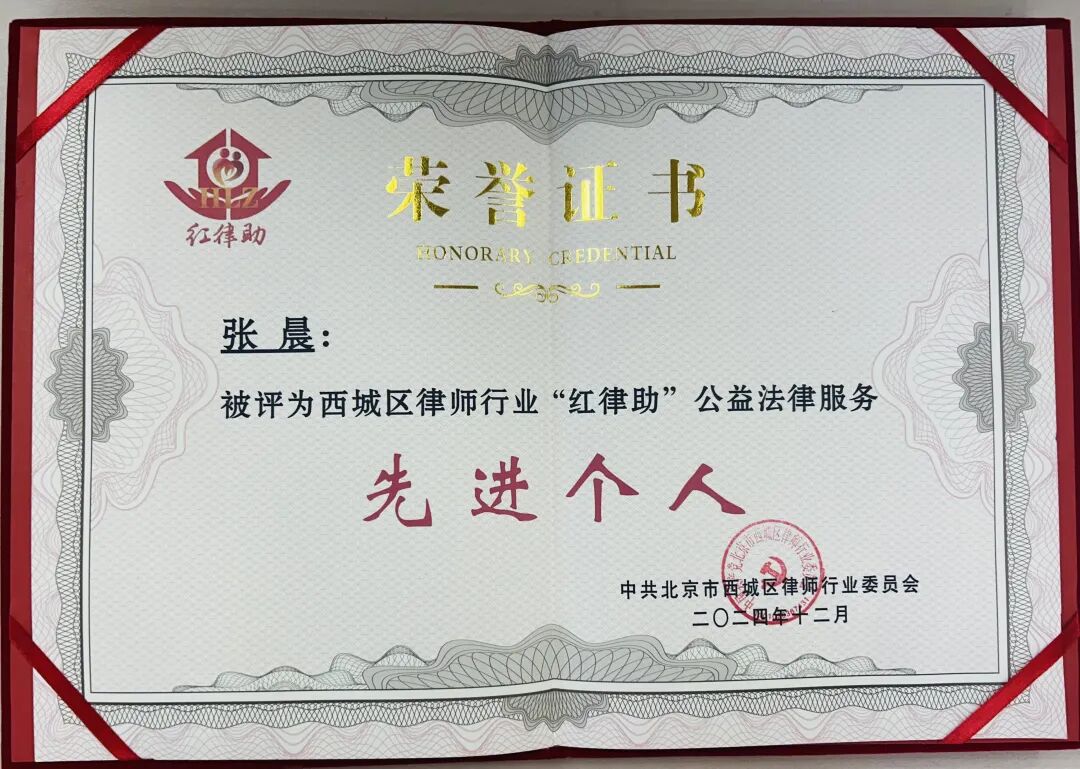 HLZ
红律助
荣誉证书
HONORARY CREDENTIAL
张晨：
被评为西城区律师行业“红律助”公益法律服务
先进个人
中共北京市西城区律师行业委员会
二〇二四年十二月